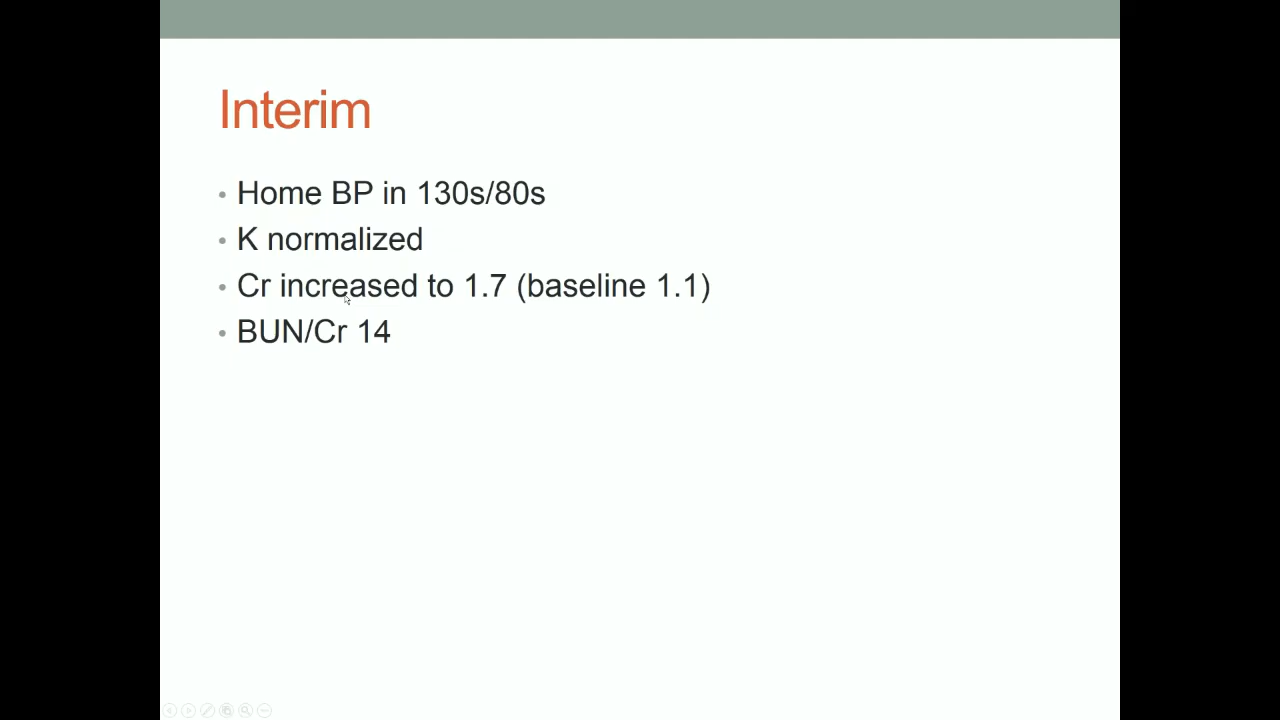 Interim
• Home BP in 130s/80s
• K normalized
• Cr increased to 1.7 (baseline 1.1)
• BUN/Cr 14